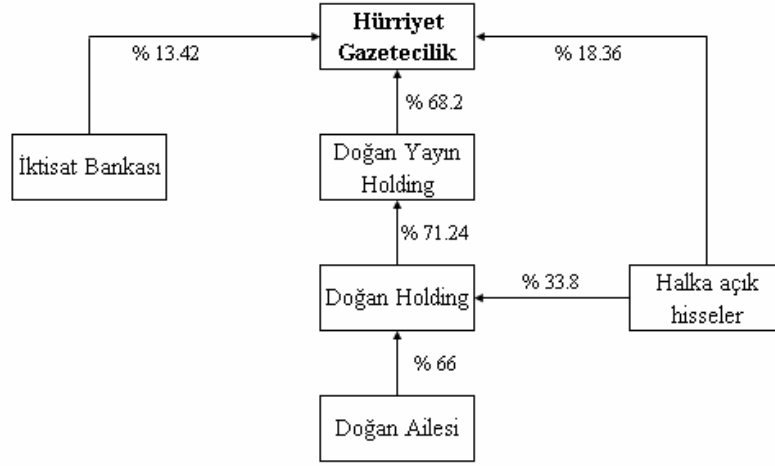 Hürriyet
Gazetecilik
% 13.42
% 18.36
% 68.2
İktisat Bankası
Doğan Yayın
Holding
% 71.24
Doğan Holding
% 33.8
Halka açık
hisseler
% 66
Doğan Ailesi